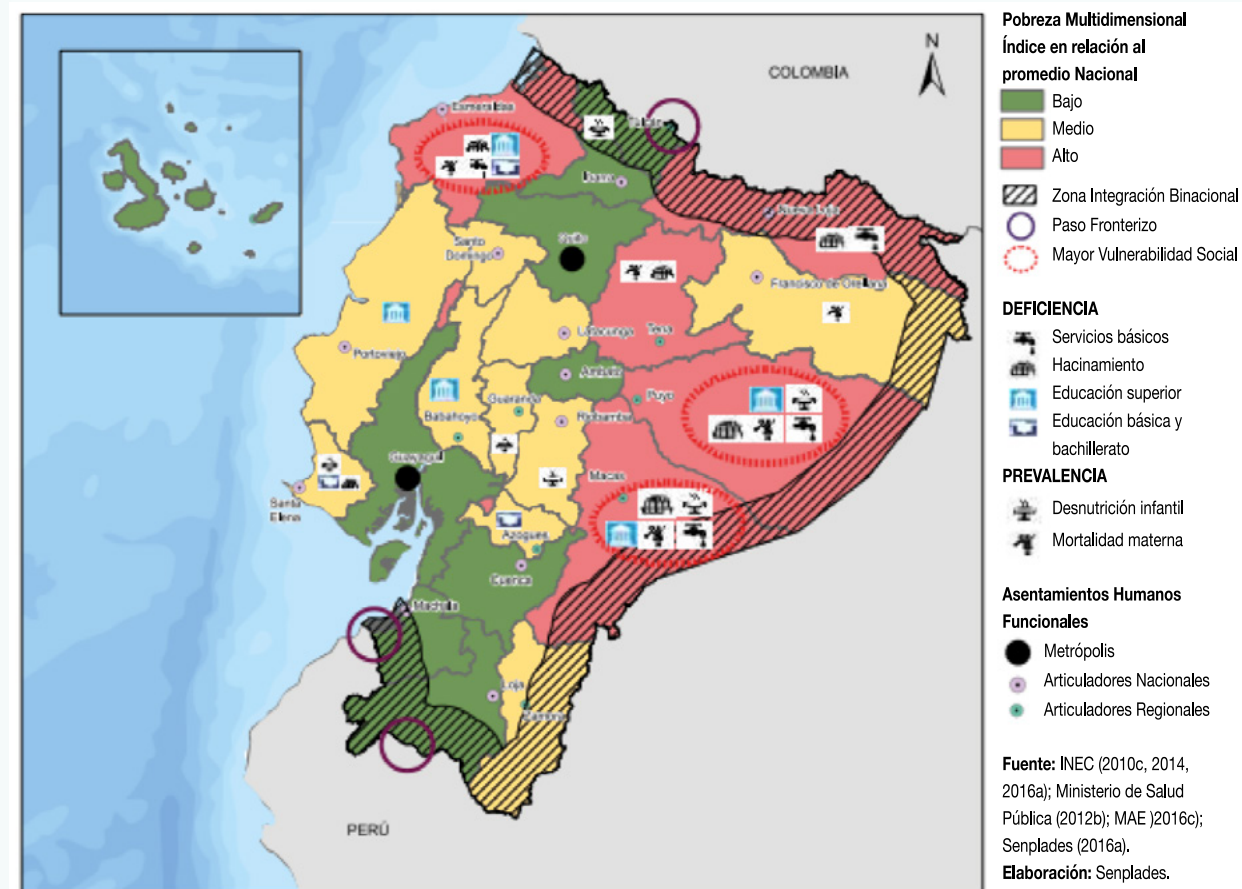 COLOMBIA
N
Esmeraldas
Tulcán
Ibarra
Nueva Loja
Quito
Santo
Domingo
Francisco de Orellana
Latacunga
Tena
Portoviejo
Ambato
Puyo
Guaranda
Babahoyo
Riobamba
Guayaquil
Macas
Santa
Elena
Azogues
Cuenca
Machala
Loja
Zamora
PERÚ
Pobreza Multidimensional
Índice en relación al
promedio Nacional
Bajo
Medio
Alto
Zona Integración Binacional
Paso Fronterizo
Mayor Vulnerabilidad Social
DEFICIENCIA
Servicios básicos
Hacinamiento
Educación superior
Educación básica y
bachillerato
PREVALENCIA
Desnutrición infantil
Mortalidad materna
Asentamientos Humanos
Funcionales
Metrópolis
Articuladores Nacionales
Articuladores Regionales
Fuente: INEC (2010c, 2014,
2016a); Ministerio de Salud
Pública (2012b); MAE )2016c);
Senplades (2016a).
Elaboración: Senplades.